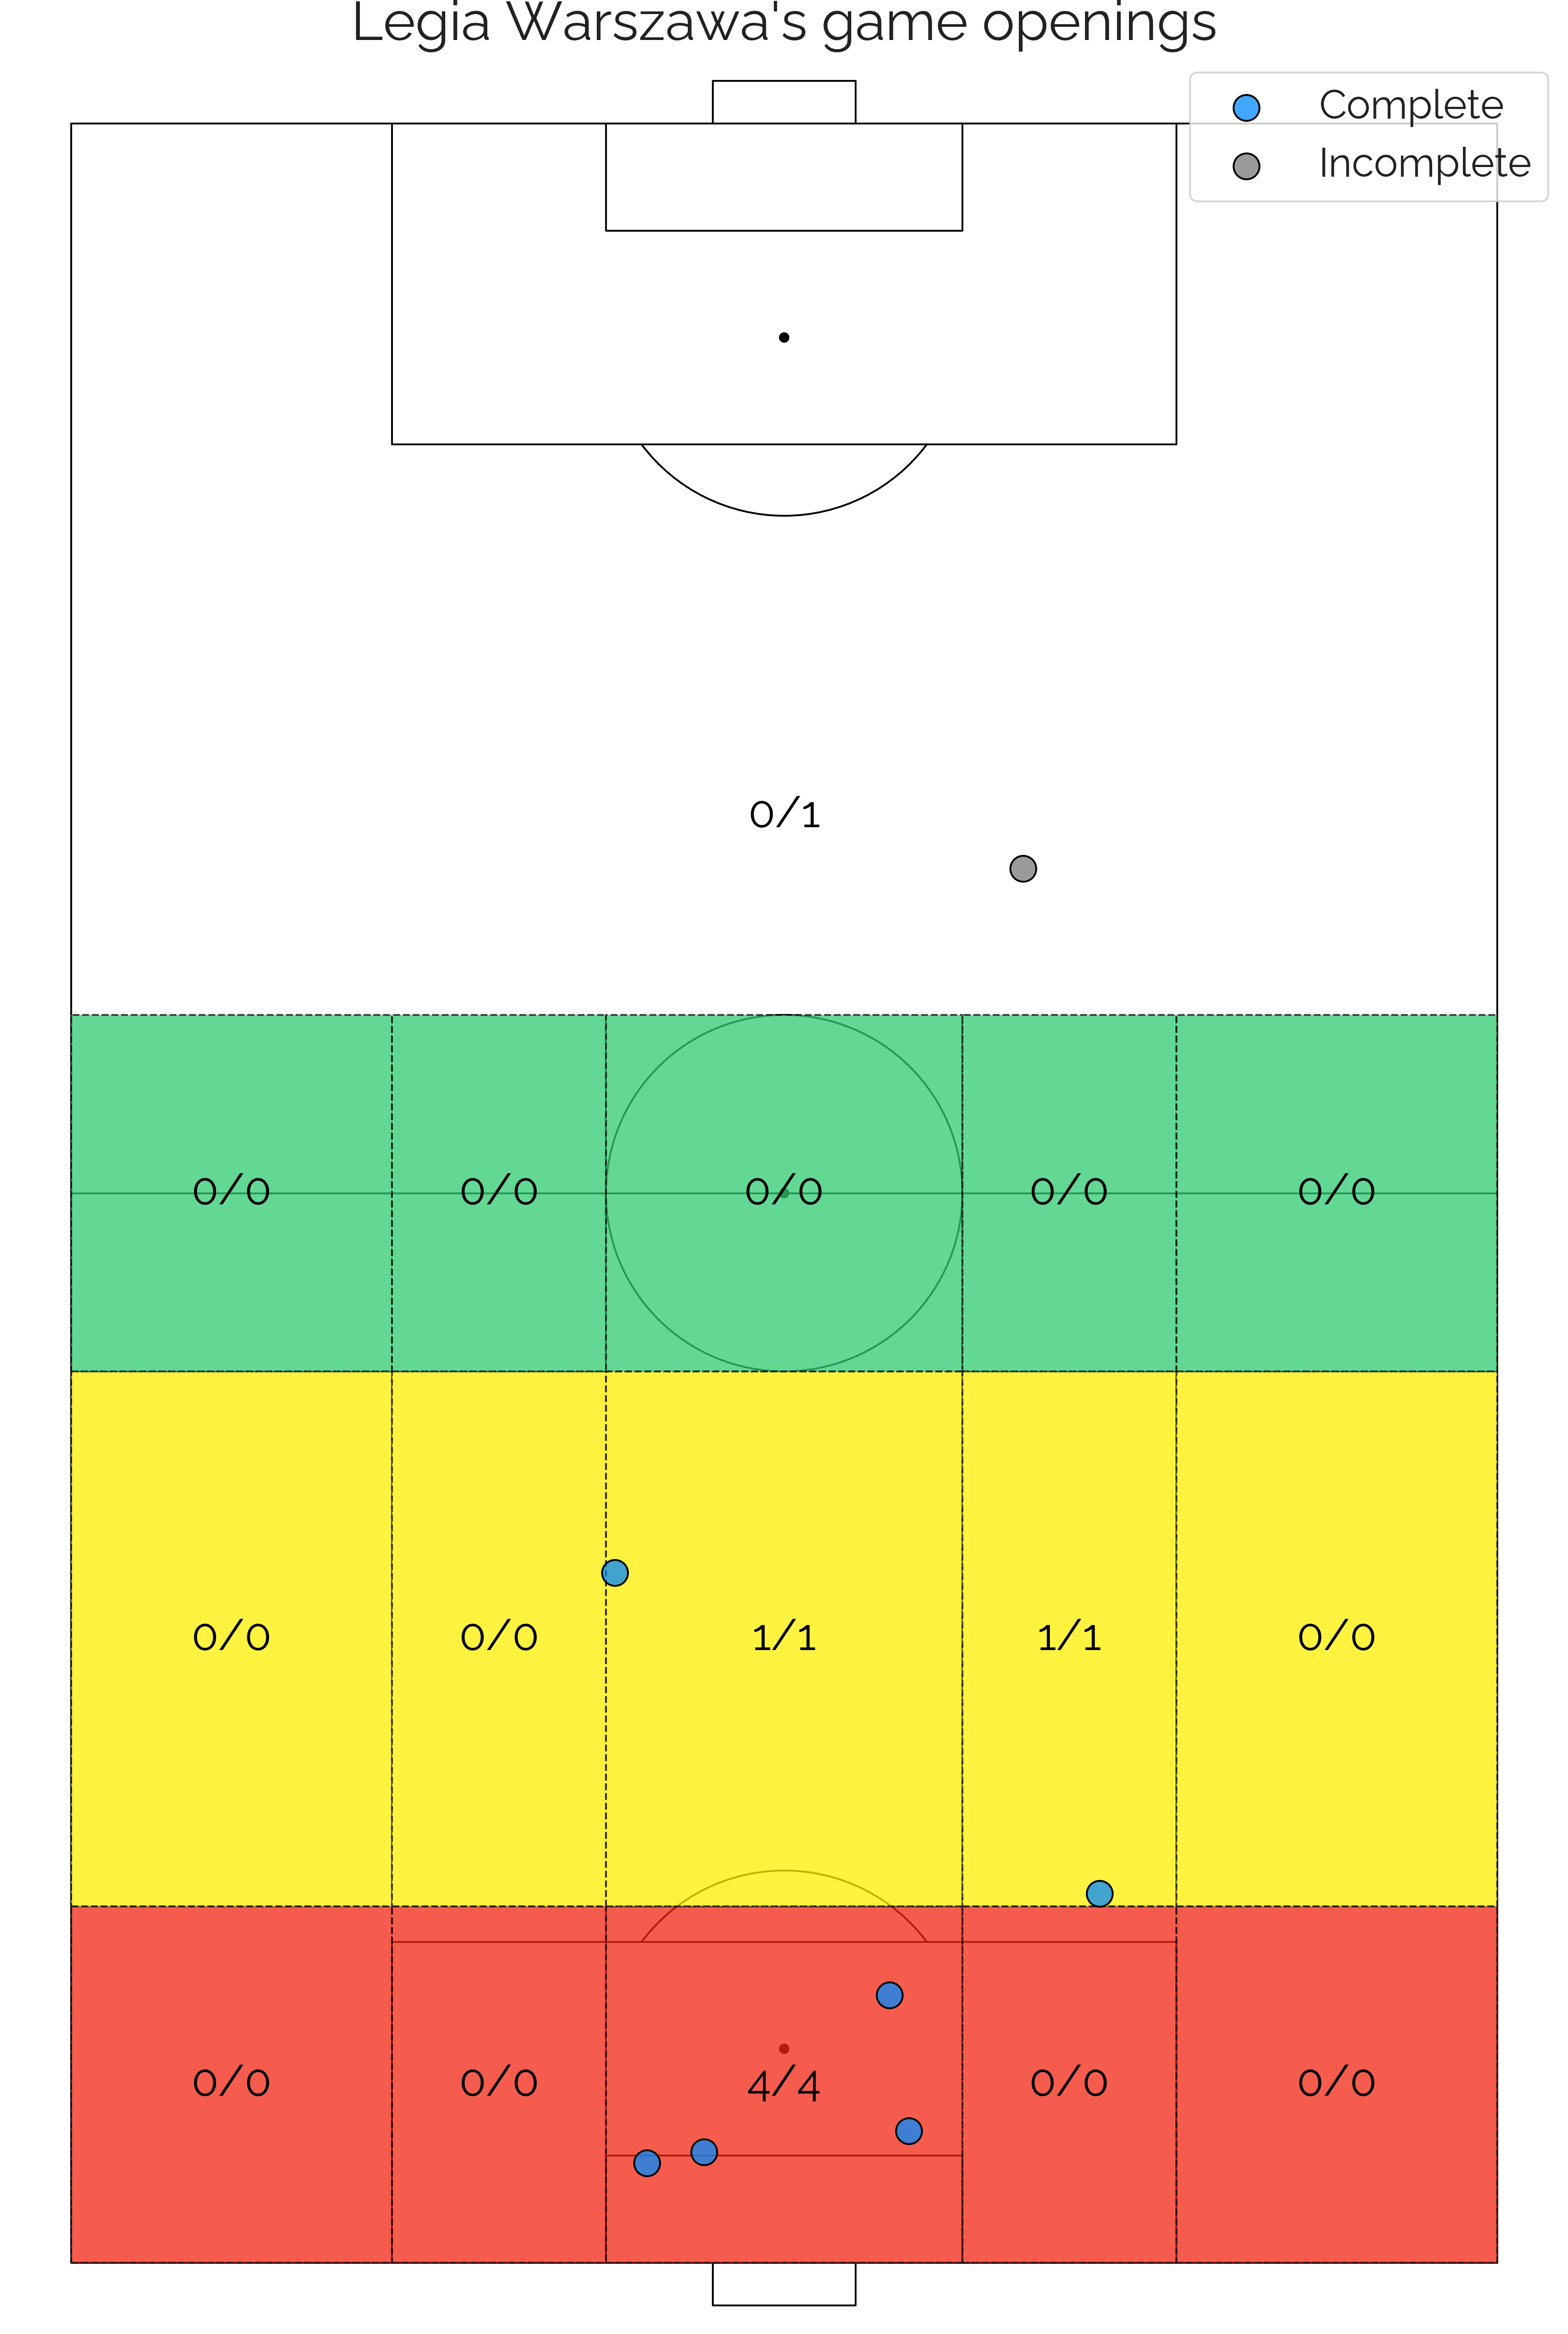 Legia Warszawa's game openings
Complete
Incomplete
0/1
0/0 0/0 0/0 0/0 0/0
0/0 0/0 1/1 1/1 0/0
0/0 0/0 4/4 0/0 0/0